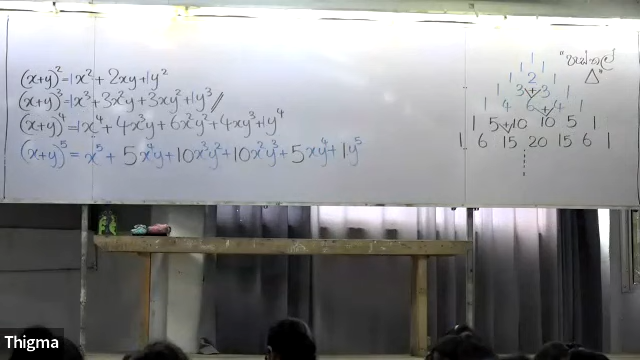 (x+y)² = 1x² + 2xy + 1y²
(x+y)³ = 1x³ + 3x²y + 3xy² + 1y³ //
(x+y)⁴ = 1x⁴ + 4x³y + 6x²y² + 4xy³ + 1y⁴
(x+y)⁵ = x⁵ + 5x⁴y + 10x³y² + 10x²y³ + 5xy⁴ + 1y⁵
"පැස්කල්
△"
1
1 1
1 2 1
1 3 + 3 1
1 4 6 + 4 1
1 5 + 10 10 5 1
1 6 15 20 15 6 1
Thigma